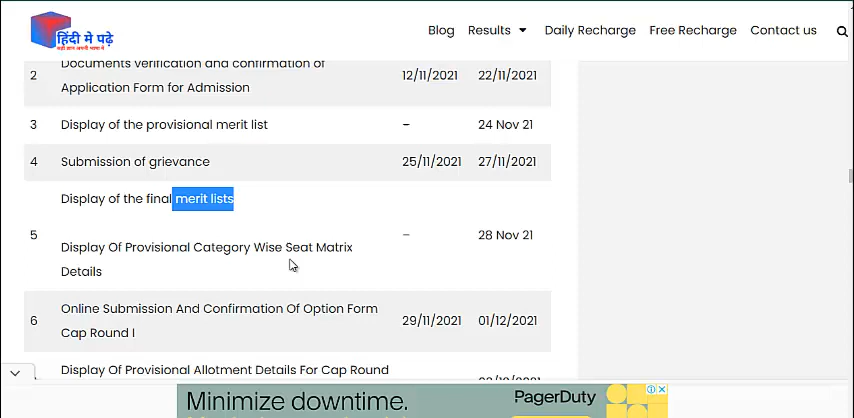 हिंदी मे पढ़े
सही ज्ञान अपनी भाषा मे
Blog Results Daily Recharge Free Recharge Contact us
Documents verification and confirmation of
2 12/11/2021 22/11/2021
Application Form for Admission
3 Display of the provisional merit list – 24 Nov 21
4 Submission of grievance 25/11/2021 27/11/2021
Display of the final merit lists
5 – 28 Nov 21
Display Of Provisional Category Wise Seat Matrix
Details
Online Submission And Confirmation Of Option Form
6 29/11/2021 01/12/2021
Cap Round I
Display Of Provisional Allotment Details For Cap Round
Minimize downtime. PagerDuty